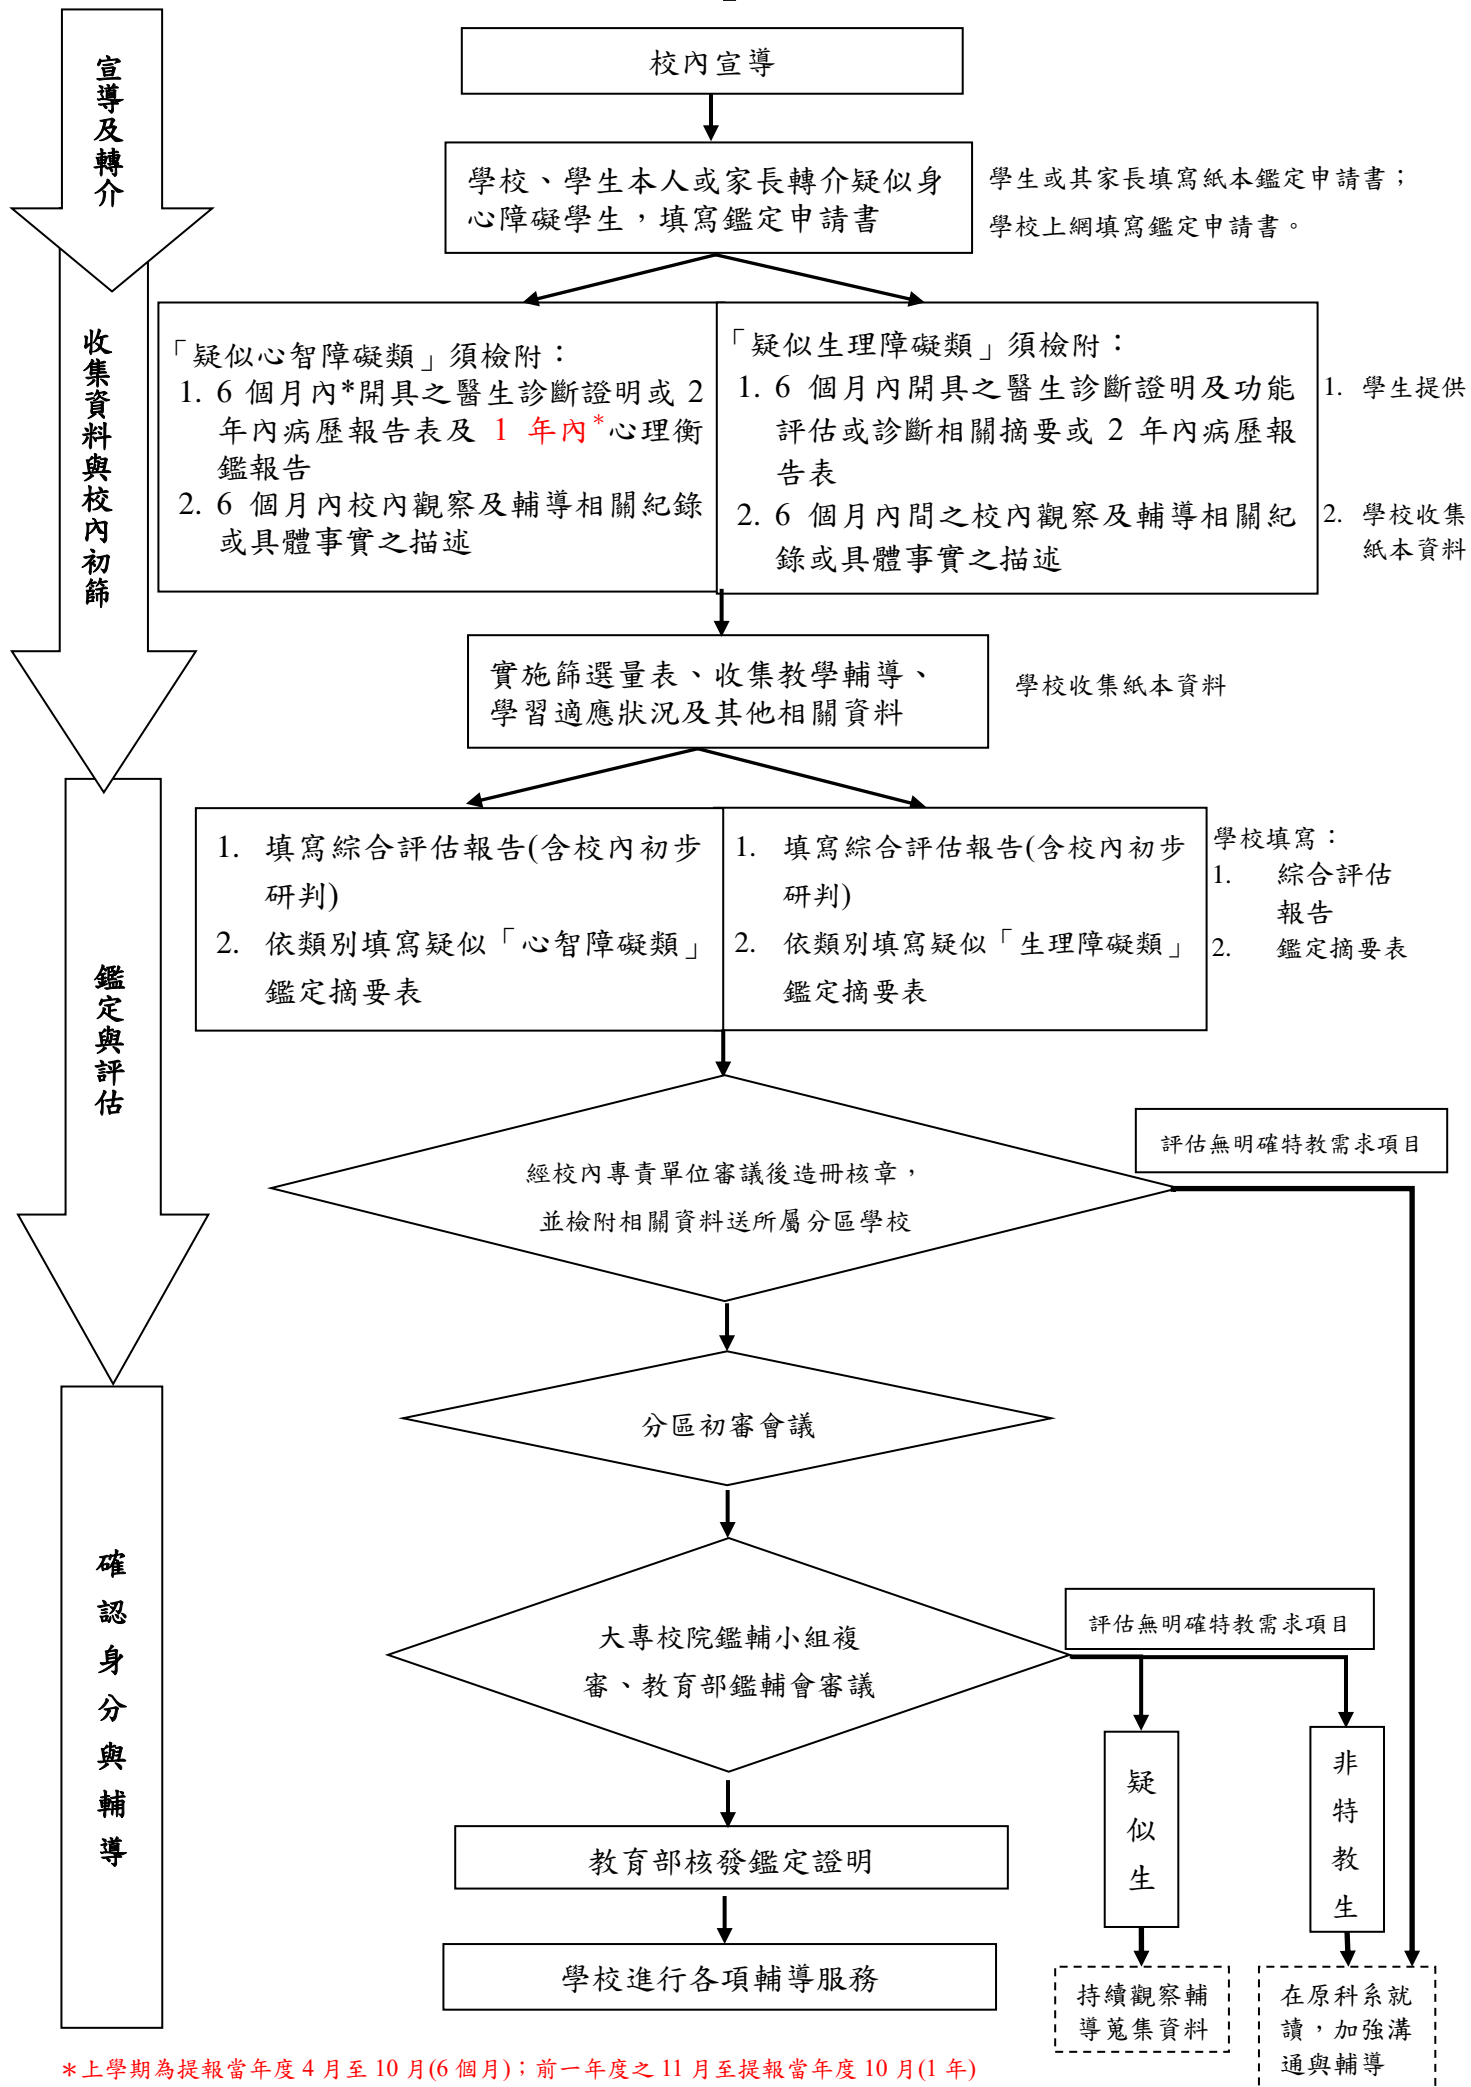 宣導及轉介
校內宣導
學校、學生本人或家長轉介疑似身
心障礙學生，填寫鑑定申請書
學生或其家長填寫紙本鑑定申請書；
學校上網填寫鑑定申請書。
收集資料與校內初篩
「疑似心智障礙類」須檢附：
1. 6 個月內*開具之醫生診斷證明或 2
年內病歷報告表及 1 年內*心理衡
鑑報告
2. 6 個月內校內觀察及輔導相關紀錄
或具體事實之描述
「疑似生理障礙類」須檢附：
1. 6 個月內開具之醫生診斷證明及功能
評估或診斷相關摘要或 2 年內病歷報
告表
2. 6 個月內間之校內觀察及輔導相關紀
錄或具體事實之描述
1. 學生提供
2. 學校收集
紙本資料
實施篩選量表、收集教學輔導、
學習適應狀況及其他相關資料
學校收集紙本資料
鑑定與評估
1. 填寫綜合評估報告(含校內初步
研判)
2. 依類別填寫疑似「心智障礙類」
鑑定摘要表
1. 填寫綜合評估報告(含校內初步
研判)
2. 依類別填寫疑似「生理障礙類」
鑑定摘要表
學校填寫：
1. 綜合評估
報告
2. 鑑定摘要表
經校內專責單位審議後造冊核章，
並檢附相關資料送所屬分區學校
評估無明確特教需求項目
分區初審會議
確認身分與輔導
大專校院鑑輔小組複
審、教育部鑑輔會審議
評估無明確特教需求項目
疑似生
非特教生
教育部核發鑑定證明
學校進行各項輔導服務
持續觀察輔
導蒐集資料
在原科系就
讀，加強溝
通與輔導
*上學期為提報當年度 4 月至 10 月(6 個月)；前一年度之 11 月至提報當年度 10 月(1 年)